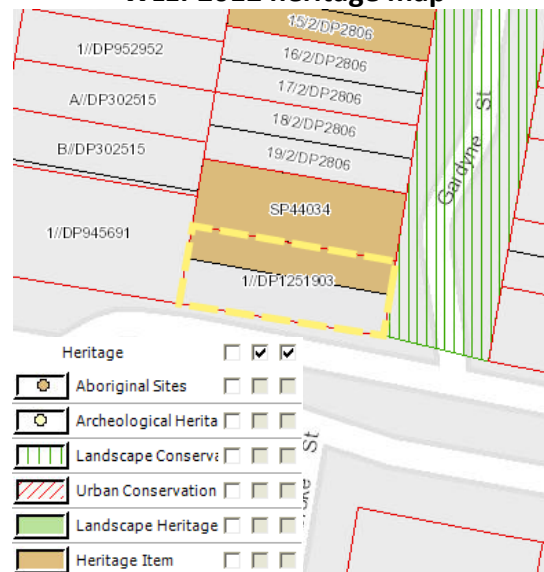 15/2/DP2806
1//DP952952
16/2/DP2806
17/2/DP2806
A//DP302515
18/2/DP2806
B//DP302515
19/2/DP2806
Gardyne St
SP44034
1//DP945691
1//DP1251903
Heritage
Aboriginal Sites
Archeological Herita
Landscape Conserva
St
Urban Conservation
Landscape Heritage
Heritage Item